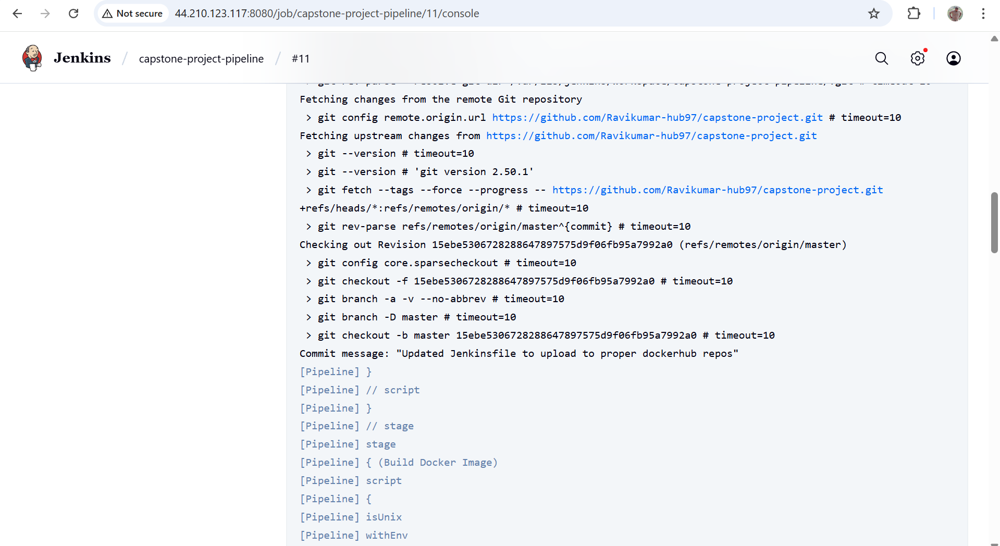 Not secure 44.210.123.117:8080/job/capstone-project-pipeline/11/console
Jenkins / capstone-project-pipeline / #11
Fetching changes from the remote Git repository
> git config remote.origin.url https://github.com/Ravikumar-hub97/capstone-project.git # timeout=10
Fetching upstream changes from https://github.com/Ravikumar-hub97/capstone-project.git
> git --version # timeout=10
> git --version # 'git version 2.50.1'
> git fetch --tags --force --progress -- https://github.com/Ravikumar-hub97/capstone-project.git
+refs/heads/*:refs/remotes/origin/* # timeout=10
> git rev-parse refs/remotes/origin/master^{commit} # timeout=10
Checking out Revision 15ebe5306728288647897575d9f06fb95a7992a0 (refs/remotes/origin/master)
> git config core.sparsecheckout # timeout=10
> git checkout -f 15ebe5306728288647897575d9f06fb95a7992a0 # timeout=10
> git branch -a -v --no-abbrev # timeout=10
> git branch -D master # timeout=10
> git checkout -b master 15ebe5306728288647897575d9f06fb95a7992a0 # timeout=10
Commit message: "Updated Jenkinsfile to upload to proper dockerhub repos"
[Pipeline] }
[Pipeline] // script
[Pipeline] }
[Pipeline] // stage
[Pipeline] stage
[Pipeline] { (Build Docker Image)
[Pipeline] script
[Pipeline] {
[Pipeline] isUnix
[Pipeline] withEnv